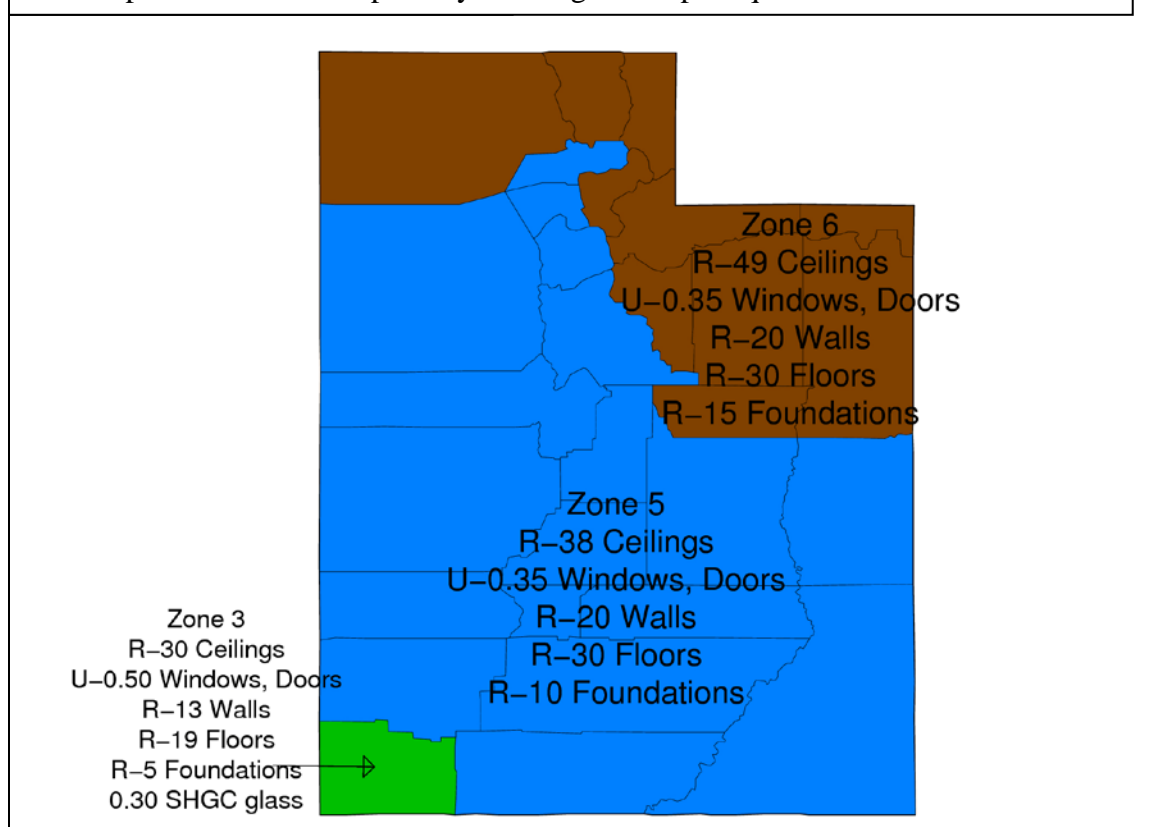 Zone 6
R−49 Ceilings
U−0.35 Windows, Doors
R−20 Walls
R−30 Floors
R−15 Foundations
Zone 5
R−38 Ceilings
U−0.35 Windows, Doors
R−20 Walls
R−30 Floors
R−10 Foundations
Zone 3
R−30 Ceilings
U−0.50 Windows, Doors
R−13 Walls
R−19 Floors
R−5 Foundations
0.30 SHGC glass